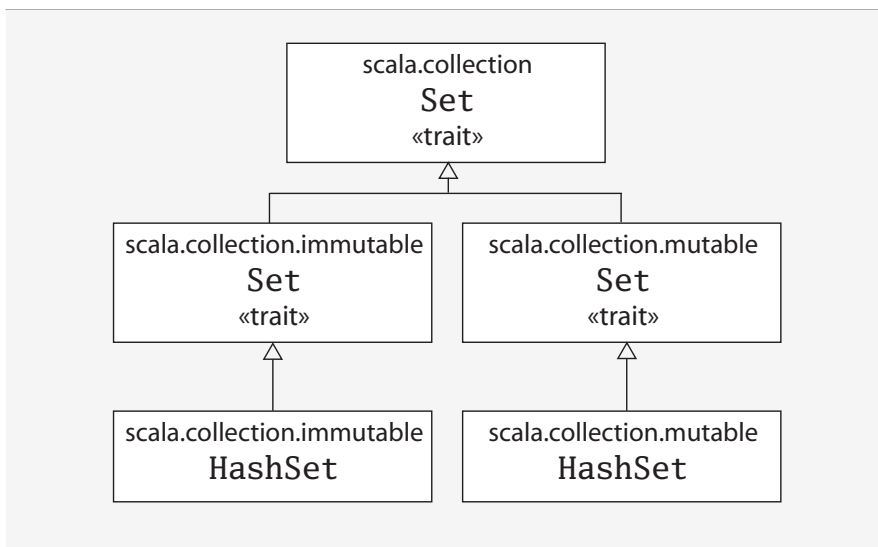 scala.collection
Set
«trait»
scala.collection.immutable
Set
«trait»
scala.collection.mutable
Set
«trait»
scala.collection.immutable
HashSet
scala.collection.mutable
HashSet